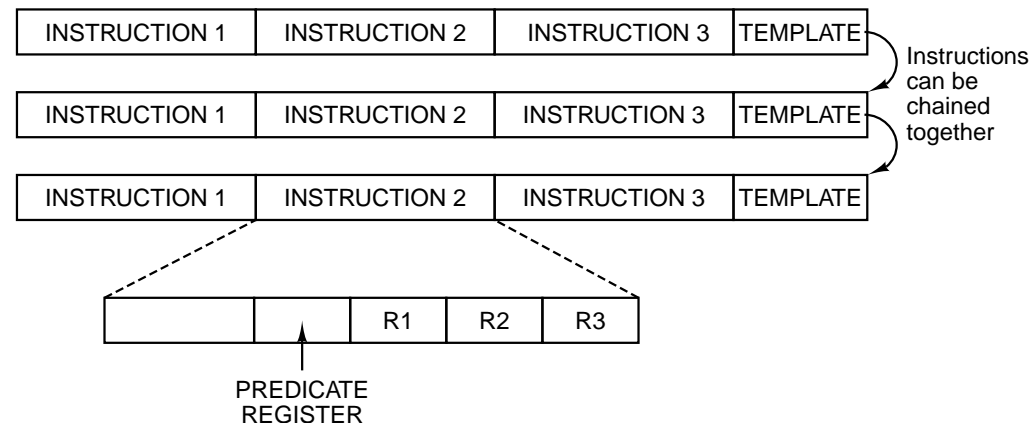 INSTRUCTION 1 INSTRUCTION 2 INSTRUCTION 3 TEMPLATE
Instructions
can be
chained
together
INSTRUCTION 1 INSTRUCTION 2 INSTRUCTION 3 TEMPLATE
INSTRUCTION 1 INSTRUCTION 2 INSTRUCTION 3 TEMPLATE
R1 R2 R3
PREDICATE
REGISTER